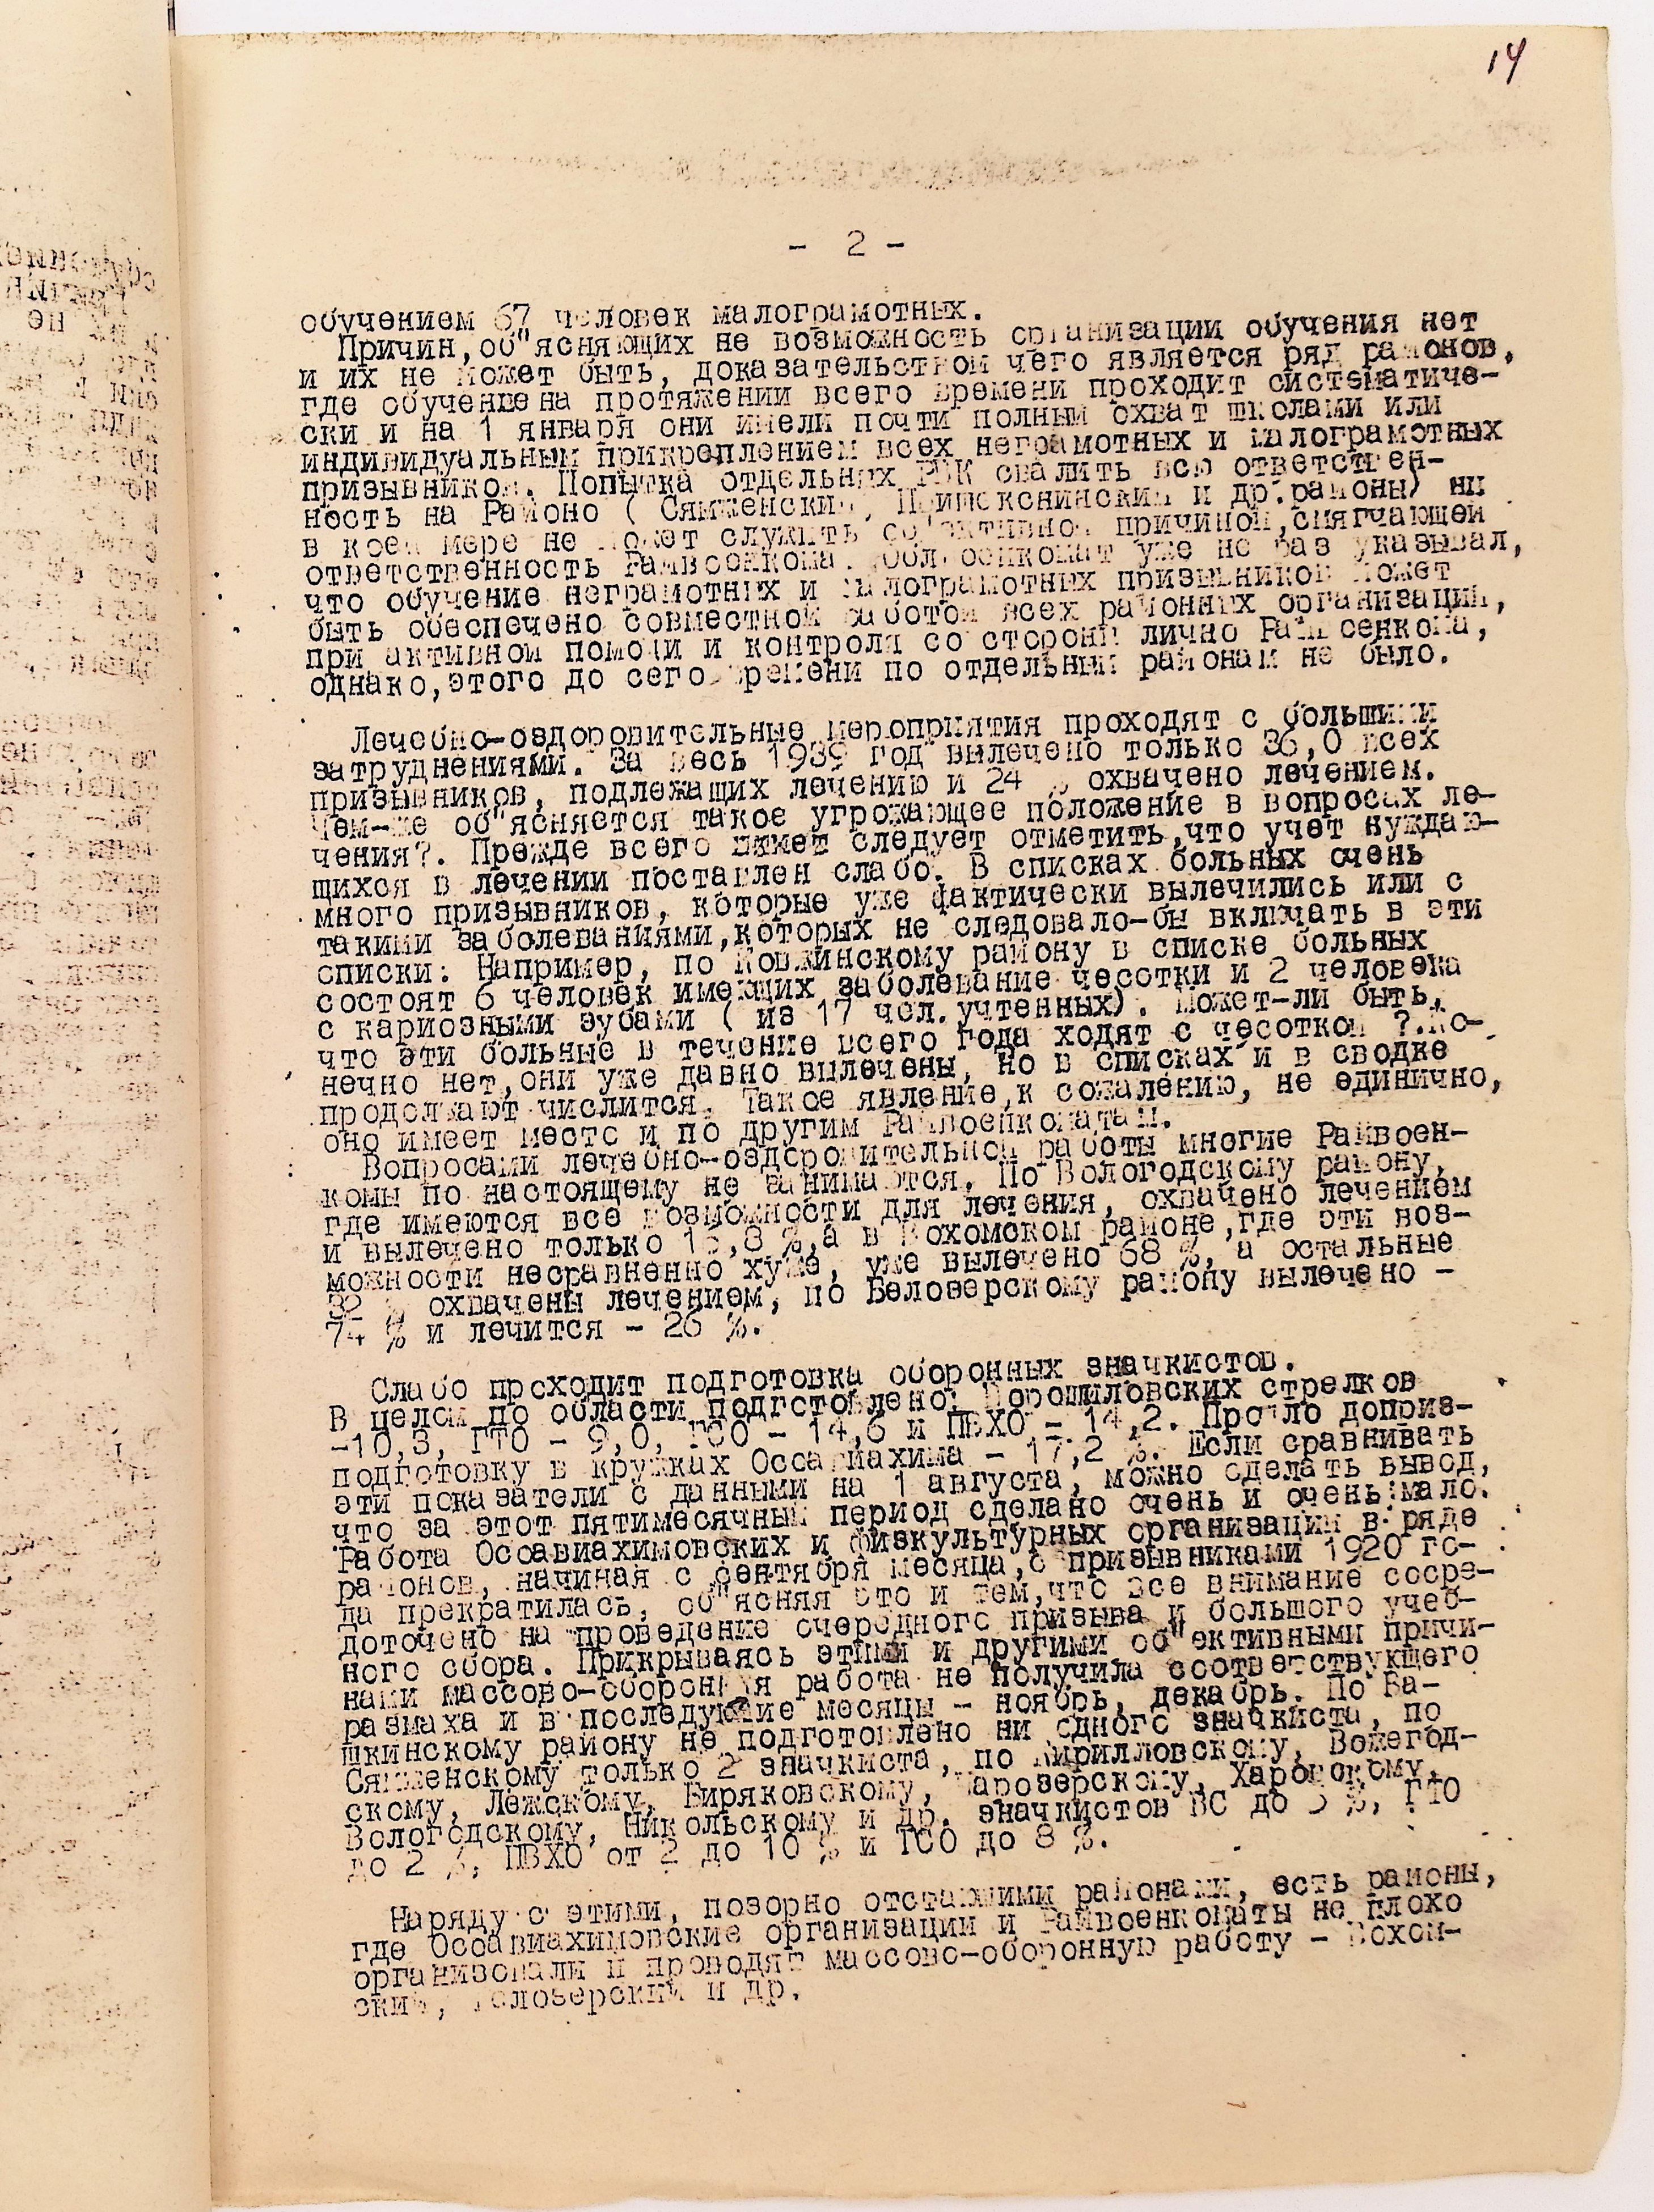 14
- 2 -
обучением 67 человек малограмотных.
Причин,об"ясняющих не возможность организации обучения нет
и их не может быть, доказательством чего является ряд районов,
где обучение на протяжении всего времени проходит систематиче-
ски и на 1 января они имели почти полный охват школами или
индивидуальным прикреплением всех неграмотных и малограмотных
призывников. Попытка отдельных РВК свалить всю ответствен-
ность на Районо ( Сямженский, Пришекснинский и др.районы) ни
в коей мере не может служить об"ективной причиной,смягчающей
ответственность Райвоенкома. Облвоенкомат уже не раз указывал,
что обучение неграмотных и малограмотных призывников может
быть обеспечено совместной работой всех районных организаций,
при активной помощи и контроля со стороны лично Райвоенкома,
однако,этого до сего времени по отдельным районам не было.
Лечебно-оздоровительные мероприятия проходят с большими
затруднениями. За весь 1939 год вылечено только 36,0 всех
призывников, подлежащих лечению и 24 % охвачено лечением.
Чем-же об"ясняется такое угрожающее положение в вопросах ле-
чения?. Прежде всего следует отметить,что учет нуждаю-
щихся в лечении поставлен слабо. В списках больных очень
много призывников, которые уже фактически вылечились или с
такими заболеваниями,которых не следовало-бы включать в эти
списки: Например, по Ковжинскому району в списке больных
состоят 6 человек имеющих заболевание чесотки и 2 человека
с кариозными зубами ( из 17 чел.учтенных). Может-ли быть,
что эти больные в течение всего года ходят с чесоткой ?.Ко-
нечно нет,они уже давно вылечены, но в списках и в сводке
продолжают числится. Такое явление,к сожалению, не единично,
оно имеет место и по другим Райвоенкоматам.
Вопросами лечебно-оздоровительной работы многие Райвоен-
комы по настоящему не занимаются. По Вологодскому району,
где имеются все возможности для лечения, охвачено лечением
и вылечено только ,8 %,а в Вохомском районе,где эти воз-
можности несравненно хуже, уже вылечено 68 %, а остальные
32 % охвачены лечением, по Белозерскому району вылечено -
74 % и лечится - 26 %.
Слабо проходит подготовка оборонных значкистов.
В целом по области подготовлено: Ворошиловских стрелков
-10,3, ГТО - 9,0, ГСО - 14,6 и ПВХО - 14,2. Прошло доприз-
подготовку в кружках Оссавиахима - 17,2 %. Если сравнивать
эти показатели с данными на 1 августа, можно сделать вывод,
что за этот пятимесячный период сделано очень и очень мало.
Работа Оссавиахимовских и физкультурных организаций в ряде
районов, начиная с сентября месяца,с призывниками 1920 го-
да прекратилась, об"ясняя это и тем,что все внимание сосре-
доточено на проведение очередного призыва и большого учеб-
ного сбора. Прикрываясь этими и другими об"ективными причи-
нами массово-оборонная работа не получила соответствующего
размаха и в последующие месяцы - ноябрь, декабрь. По Ба-
шкинскому району не подготовлено ни одного значкиста, по
Сямженскому только 2 значкиста, по Кирилловскому, Вожегод-
скому, Лежскому, Биряковскому, Чарозерскому, Харовскому,
Вологодскому, Никольскому и др. значкистов ВС до 5 %, ГТО
до 2 %, ПВХО от 2 до 10 % и ГСО до 8 %.
Наряду с этими, позорно отставшими районами, есть районы,
где Оссавиахимовские организации и Райвоенкоматы не плохо
организовали и проводят массово-оборонную работу - Вохом-
ский, Белозерский и др.